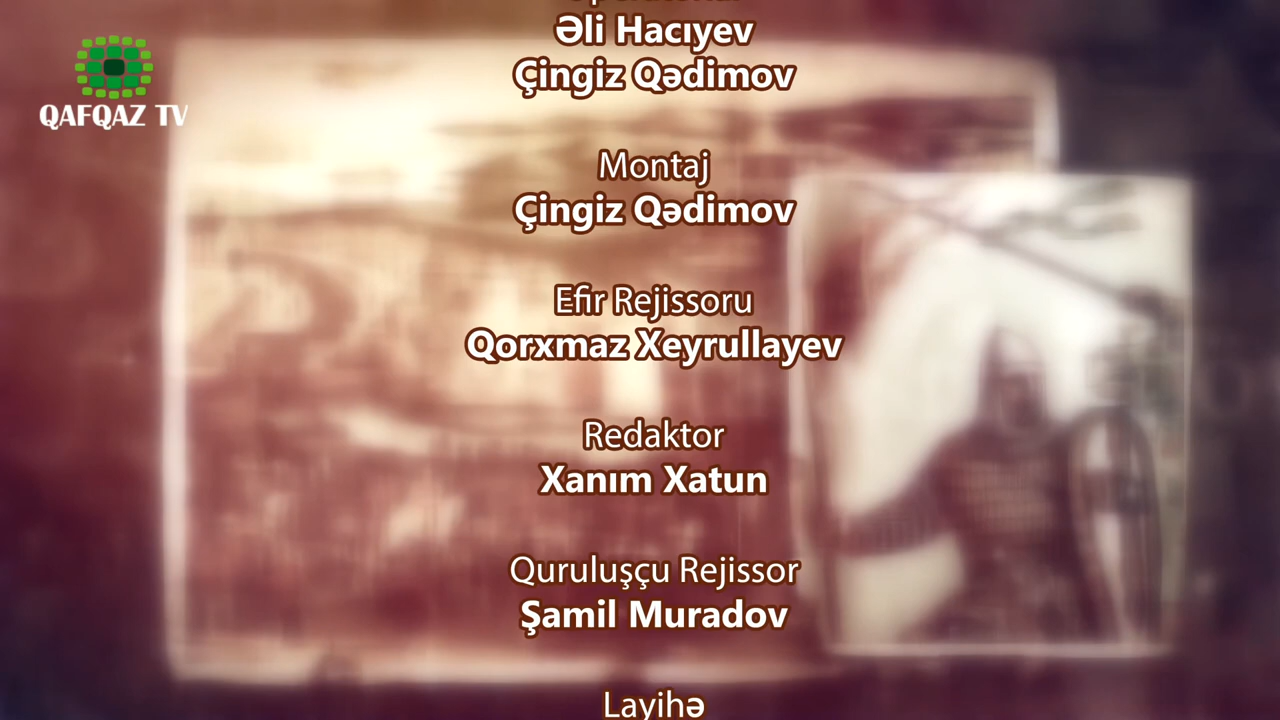 Əli Hacıyev
Çingiz Qədimov
QAFQAZ TV
Montaj
Çingiz Qədimov
Efir Rejissoru
Qorxmaz Xeyrullayev
Redaktor
Xanım Xatun
Quruluşçu Rejissor
Şamil Muradov
Layihə